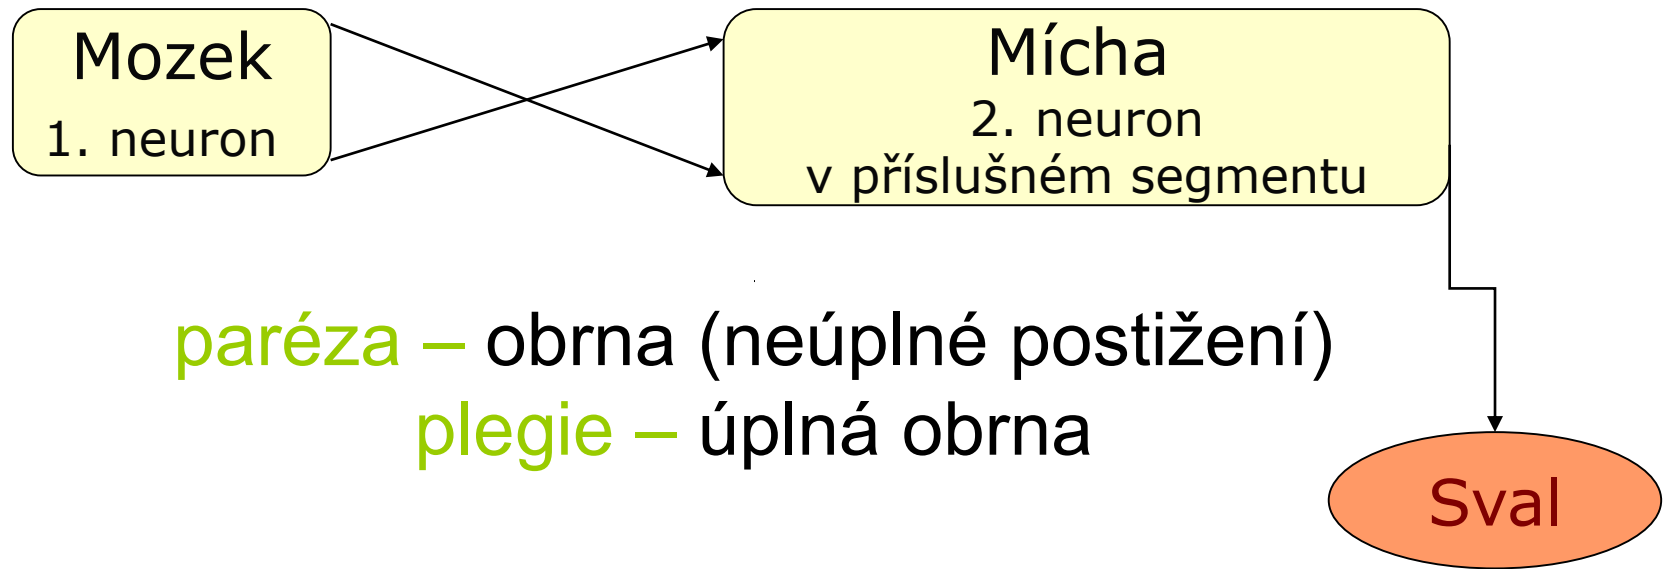 Mozek
1. neuron
Mícha
2. neuron
v příslušném segmentu
paréza – obrna (neúplné postižení)
plegie – úplná obrna
Sval